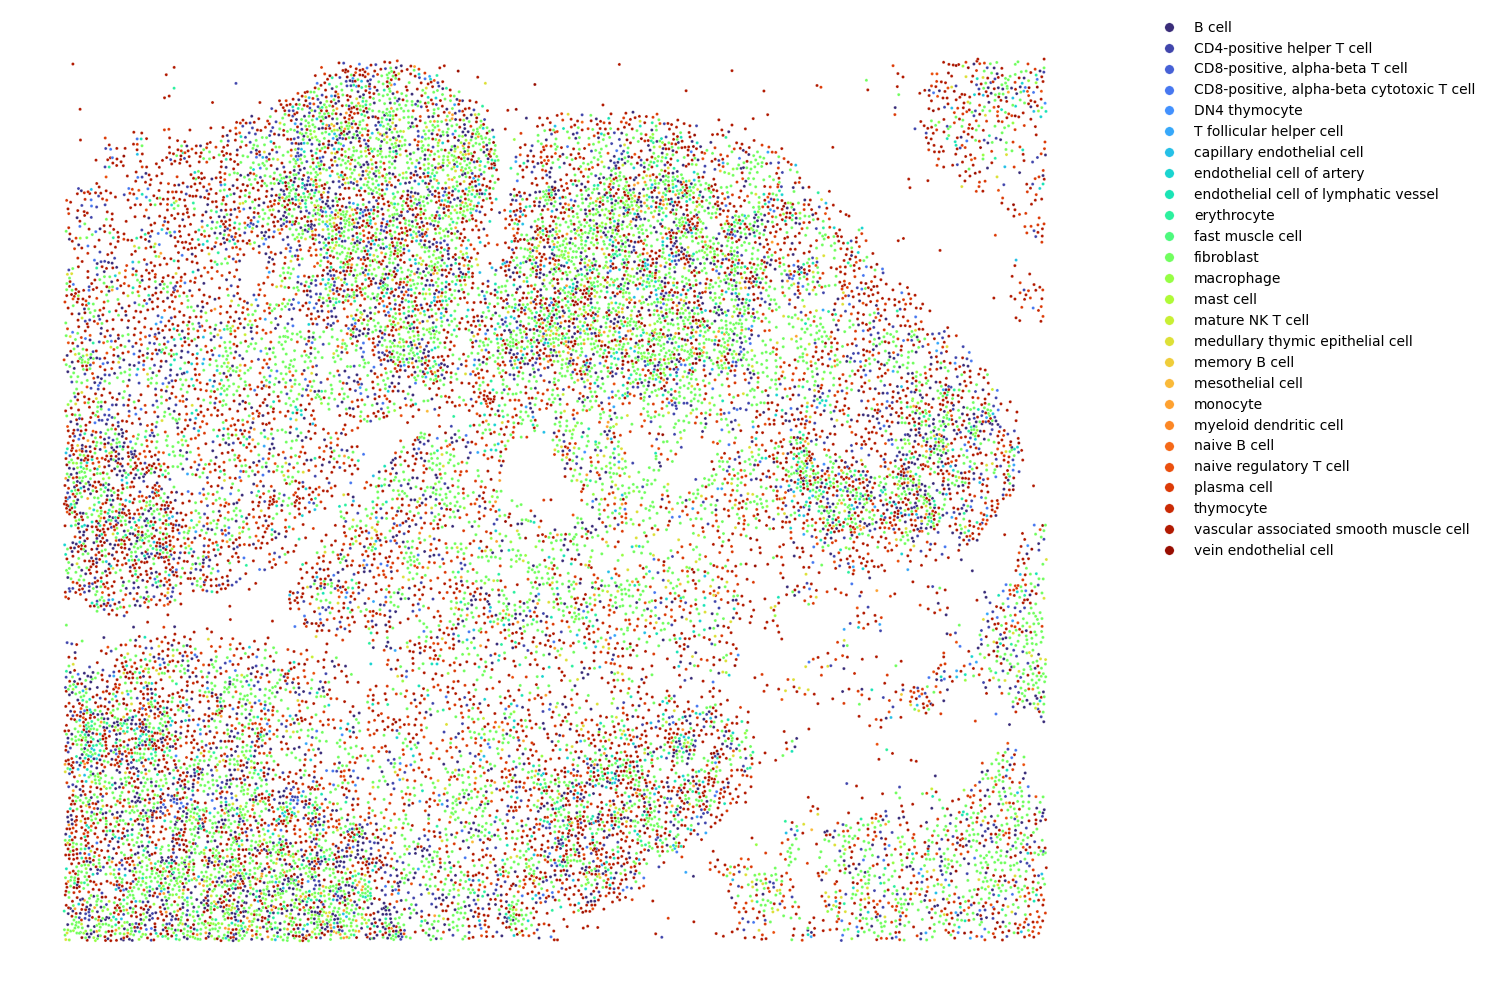 B cell
CD4-positive helper T cell
CD8-positive, alpha-beta T cell
CD8-positive, alpha-beta cytotoxic T cell
DN4 thymocyte
T follicular helper cell
capillary endothelial cell
endothelial cell of artery
endothelial cell of lymphatic vessel
erythrocyte
fast muscle cell
fibroblast
macrophage
mast cell
mature NK T cell
medullary thymic epithelial cell
memory B cell
mesothelial cell
monocyte
myeloid dendritic cell
naive B cell
naive regulatory T cell
plasma cell
thymocyte
vascular associated smooth muscle cell
vein endothelial cell